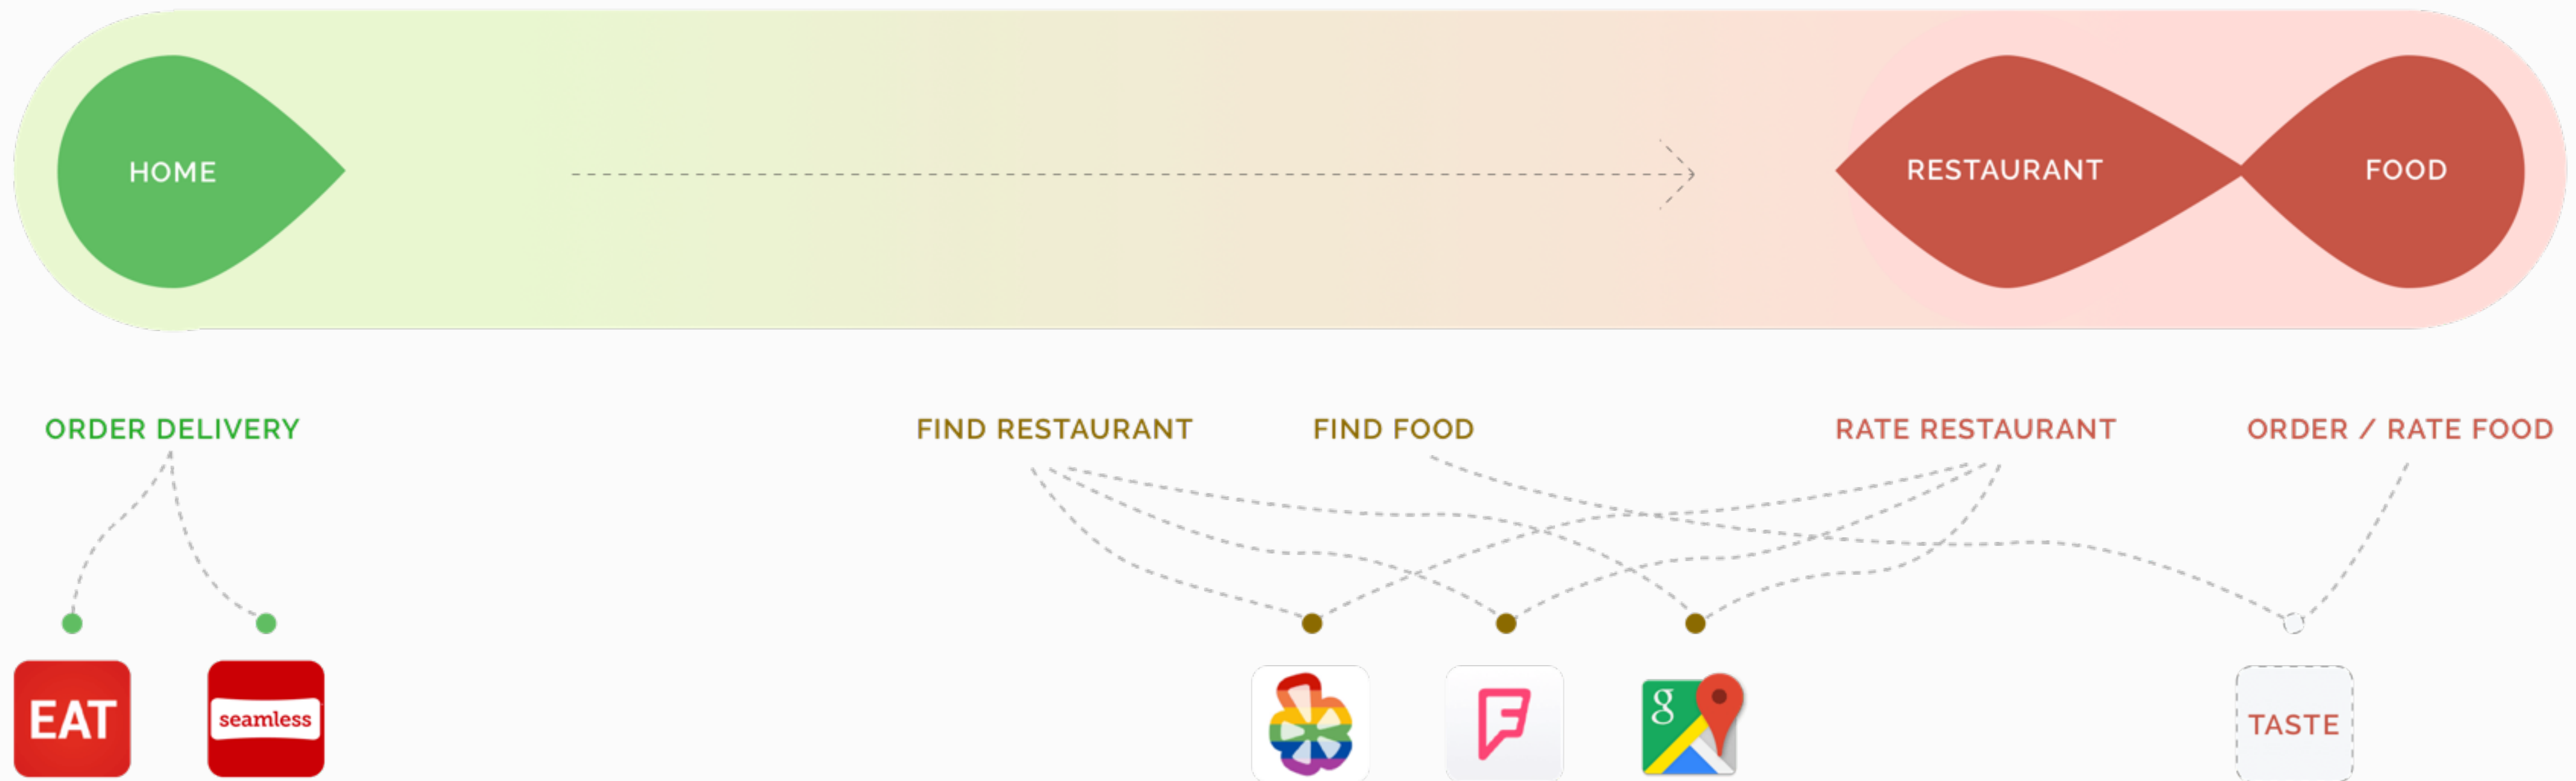 HOME
RESTAURANT
FOOD
ORDER DELIVERY
FIND RESTAURANT
FIND FOOD
RATE RESTAURANT
ORDER / RATE FOOD
EAT
seamless
g
TASTE